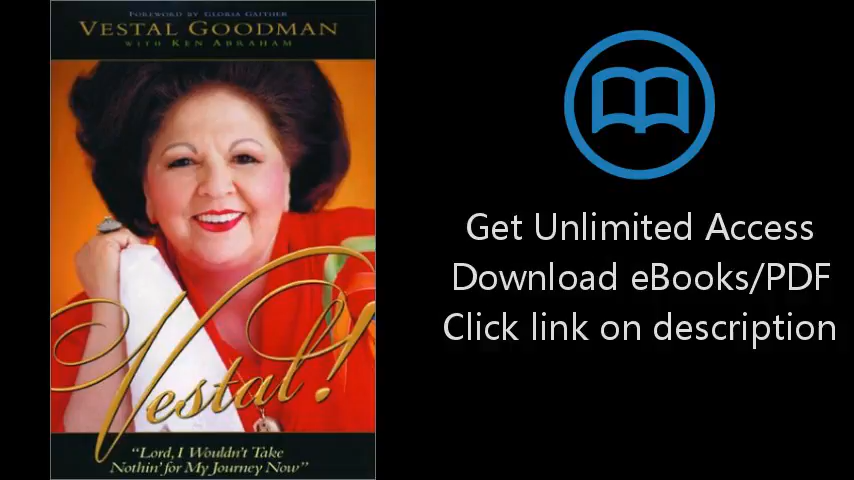 FOREWORD BY GLORIA GAITHER
VESTAL GOODMAN
WITH KEN ABRAHAM
Vestal!
"Lord, I Wouldn't Take
Nothin' for My Journey Now"
Get Unlimited Access
Download eBooks/PDF
Click link on description